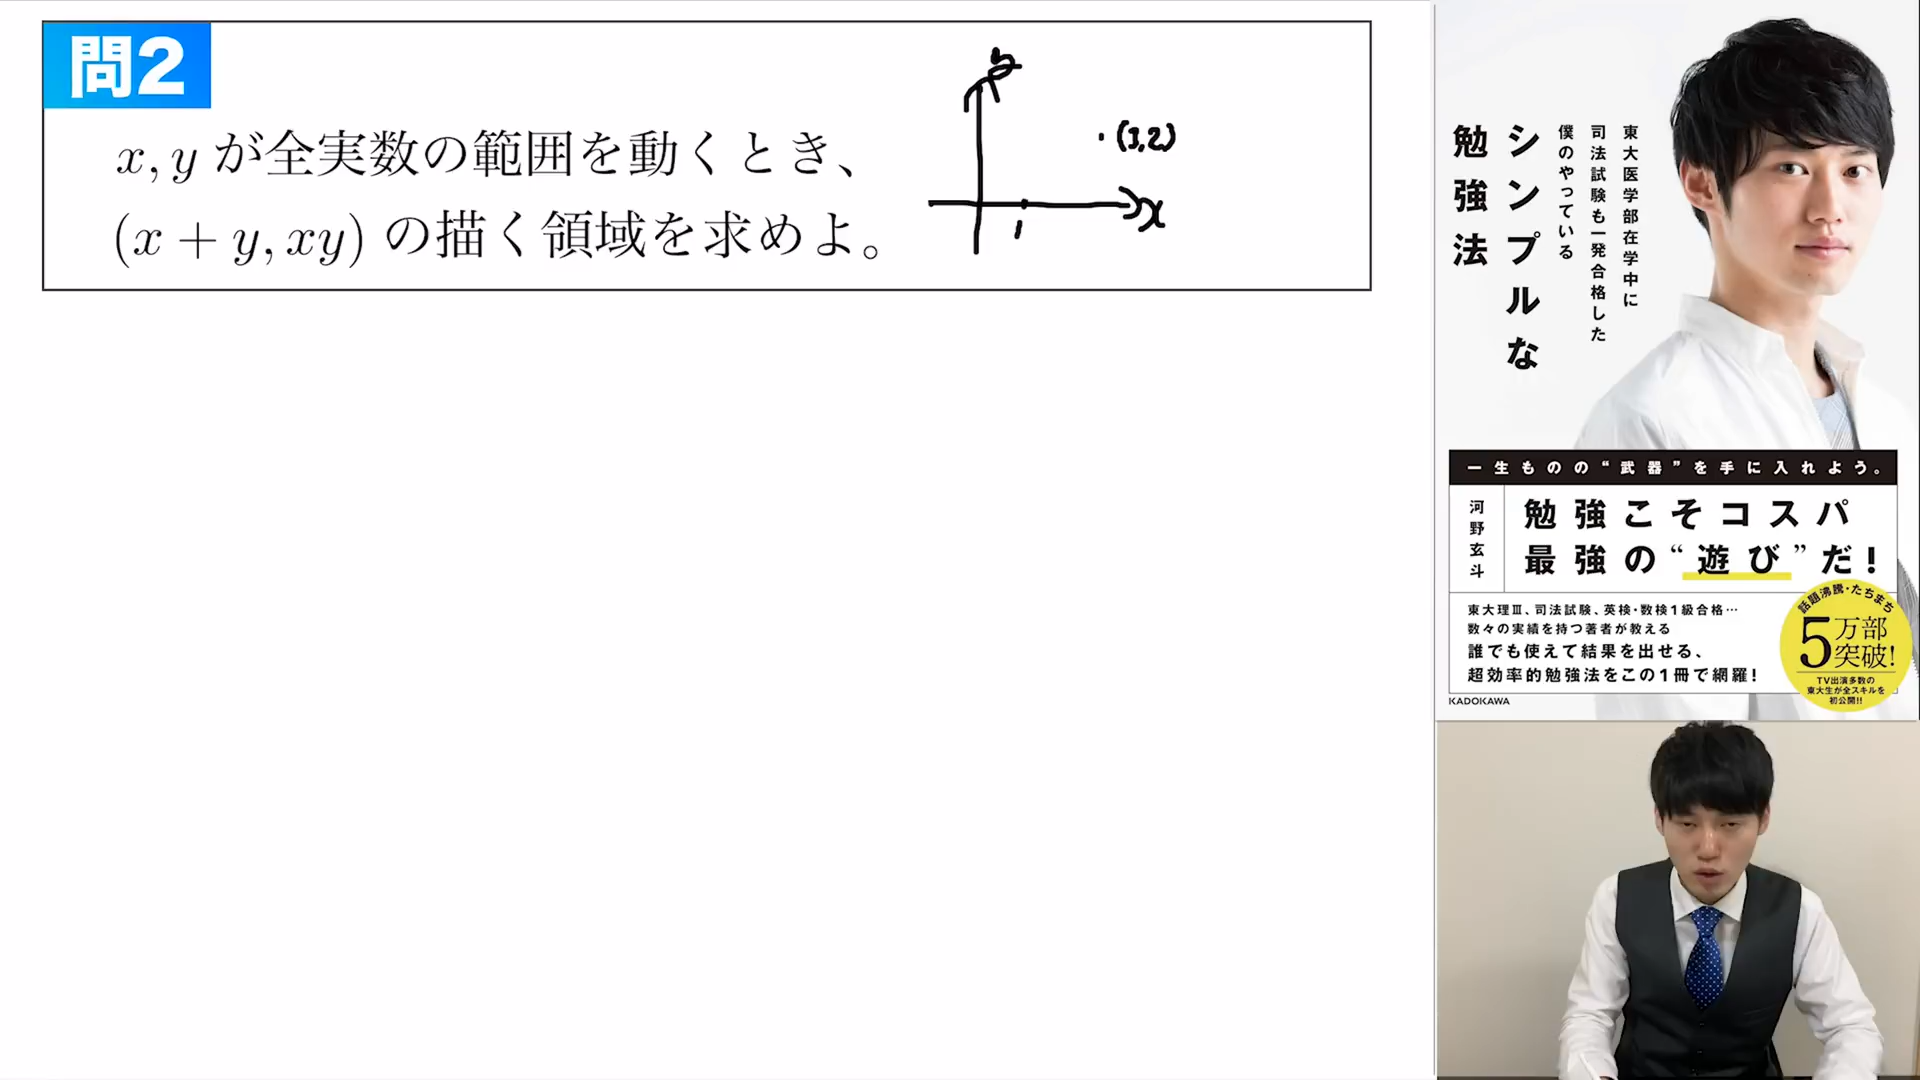 問2
x, y が全実数の範囲を動くとき、
(x + y, xy) の描く領域を求めよ。
y
(3,2)
x
1
東大医学部在学中に
司法試験も一発合格した
僕のやっている
シンプルな
勉強法
一生ものの“武器”を手に入れよう。
河野玄斗
勉強こそコスパ
最強の“遊び”だ!
東大理Ⅲ、司法試験、英検・数検1級合格…
数々の実績を持つ著者が教える
誰でも使えて結果を出せる、
超効率的勉強法をこの1冊で網羅!
話題沸騰・たちまち
5万部
突破!
TV出演多数の
東大生が全スキルを
初公開!!
KADOKAWA